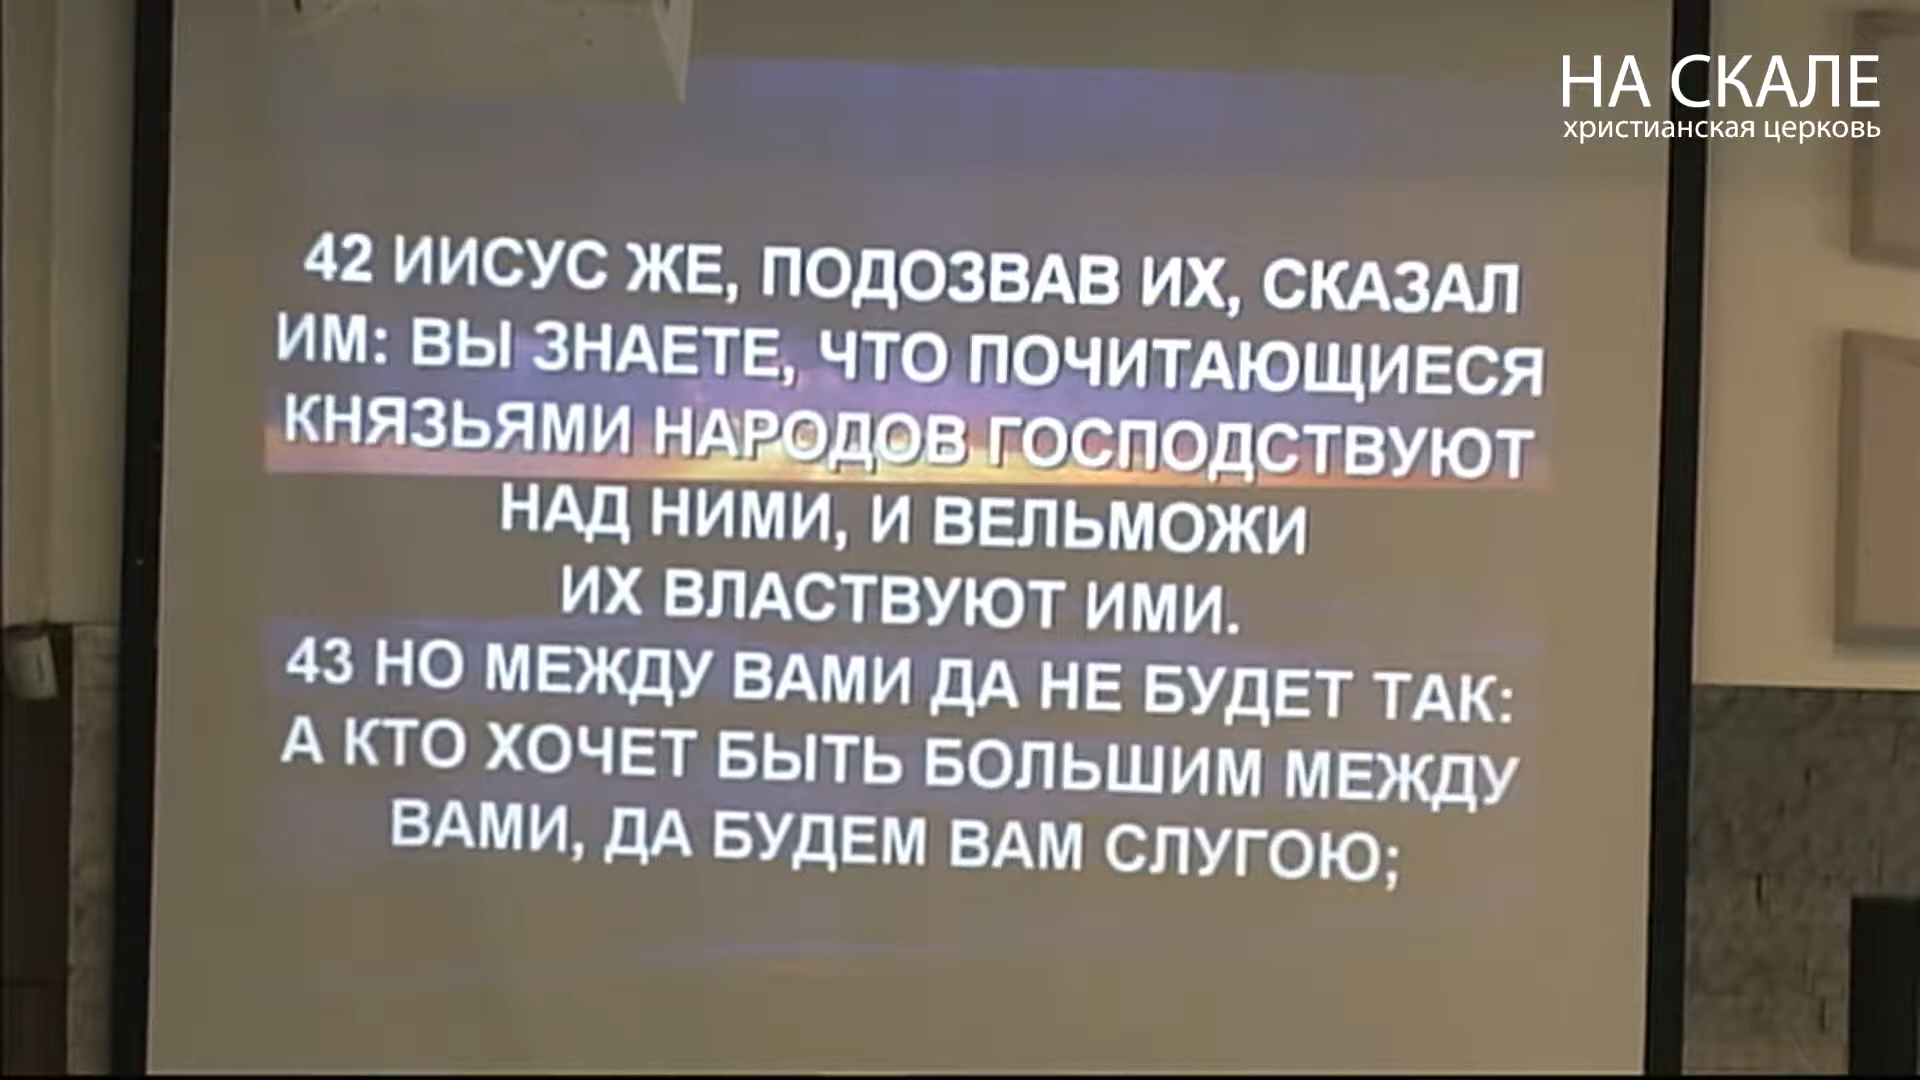 НА СКАЛЕ
христианская церковь
42 ИИСУС ЖЕ, ПОДОЗВАВ ИХ, СКАЗАЛ
ИМ: ВЫ ЗНАЕТЕ, ЧТО ПОЧИТАЮЩИЕСЯ
КНЯЗЬЯМИ НАРОДОВ ГОСПОДСТВУЮТ
НАД НИМИ, И ВЕЛЬМОЖИ
ИХ ВЛАСТВУЮТ ИМИ.
43 НО МЕЖДУ ВАМИ ДА НЕ БУДЕТ ТАК:
А КТО ХОЧЕТ БЫТЬ БОЛЬШИМ МЕЖДУ
ВАМИ, ДА БУДЕМ ВАМ СЛУГОЮ;